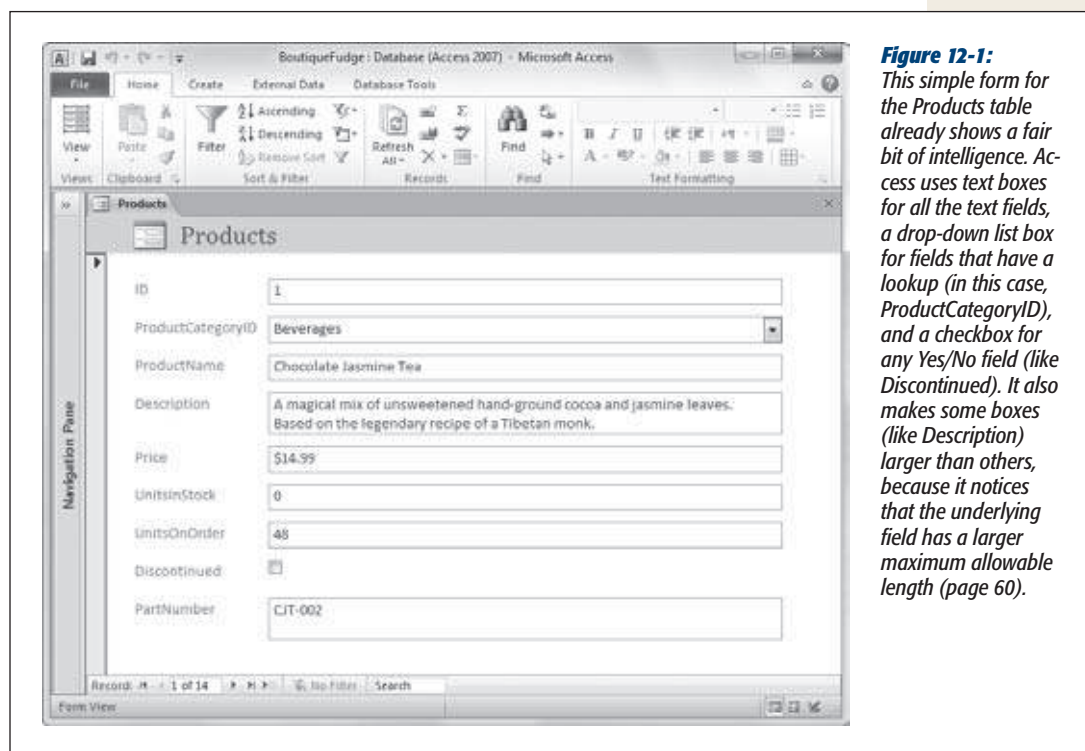 BoutiqueFudge : Database (Access 2007) - Microsoft Access
File Home Create External Data Database Tools
Ascending
Descending
Remove Sort
View Paste Filter Refresh All Find
Views Clipboard Sort & Filter Records Find Text Formatting
Products
Products
Navigation Pane
ID 1
ProductCategoryID Beverages
ProductName Chocolate Jasmine Tea
Description A magical mix of unsweetened hand-ground cocoa and jasmine leaves.
Based on the legendary recipe of a Tibetan monk.
Price $14.99
UnitsInStock 0
UnitsOnOrder 48
Discontinued
PartNumber CJT-002
Record: 1 of 14 No Filter Search
Form View
Figure 12-1:
This simple form for
the Products table
already shows a fair
bit of intelligence. Ac-
cess uses text boxes
for all the text fields,
a drop-down list box
for fields that have a
lookup (in this case,
ProductCategoryID),
and a checkbox for
any Yes/No field (like
Discontinued). It also
makes some boxes
(like Description)
larger than others,
because it notices
that the underlying
field has a larger
maximum allowable
length (page 60).